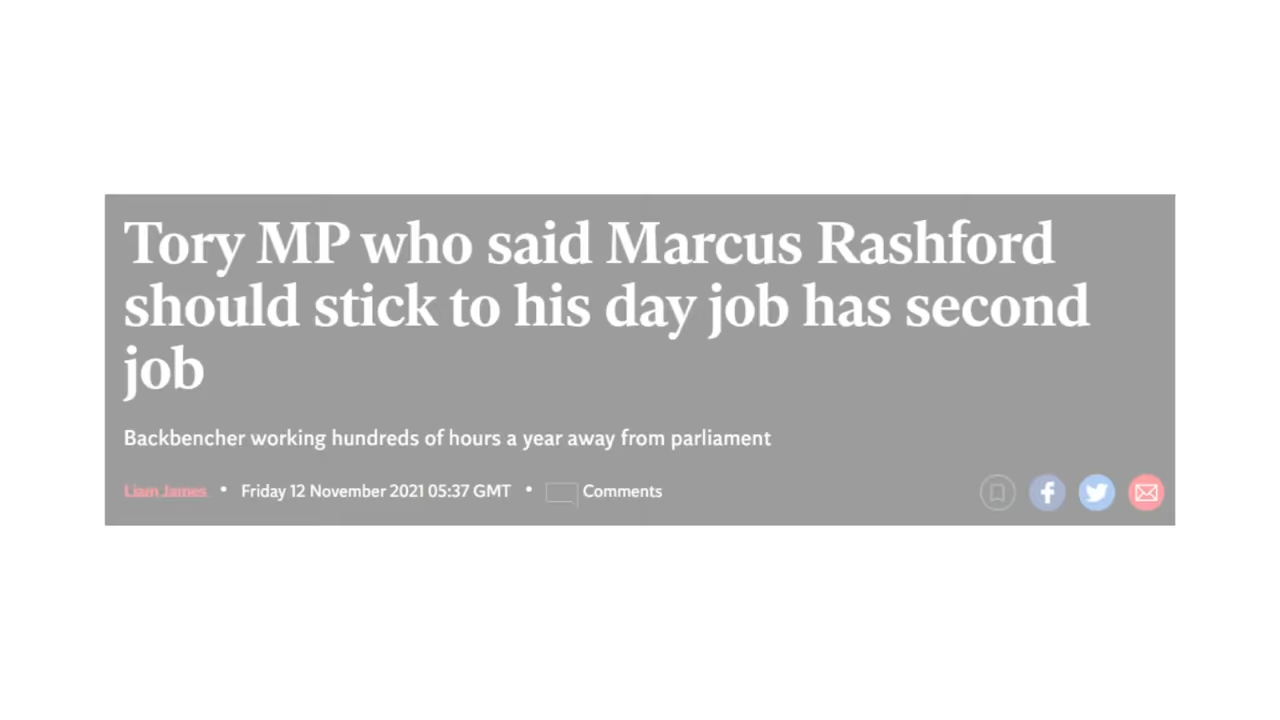 Tory MP who said Marcus Rashford
should stick to his day job has second
job
Backbencher working hundreds of hours a year away from parliament
Liam James • Friday 12 November 2021 05:37 GMT • Comments